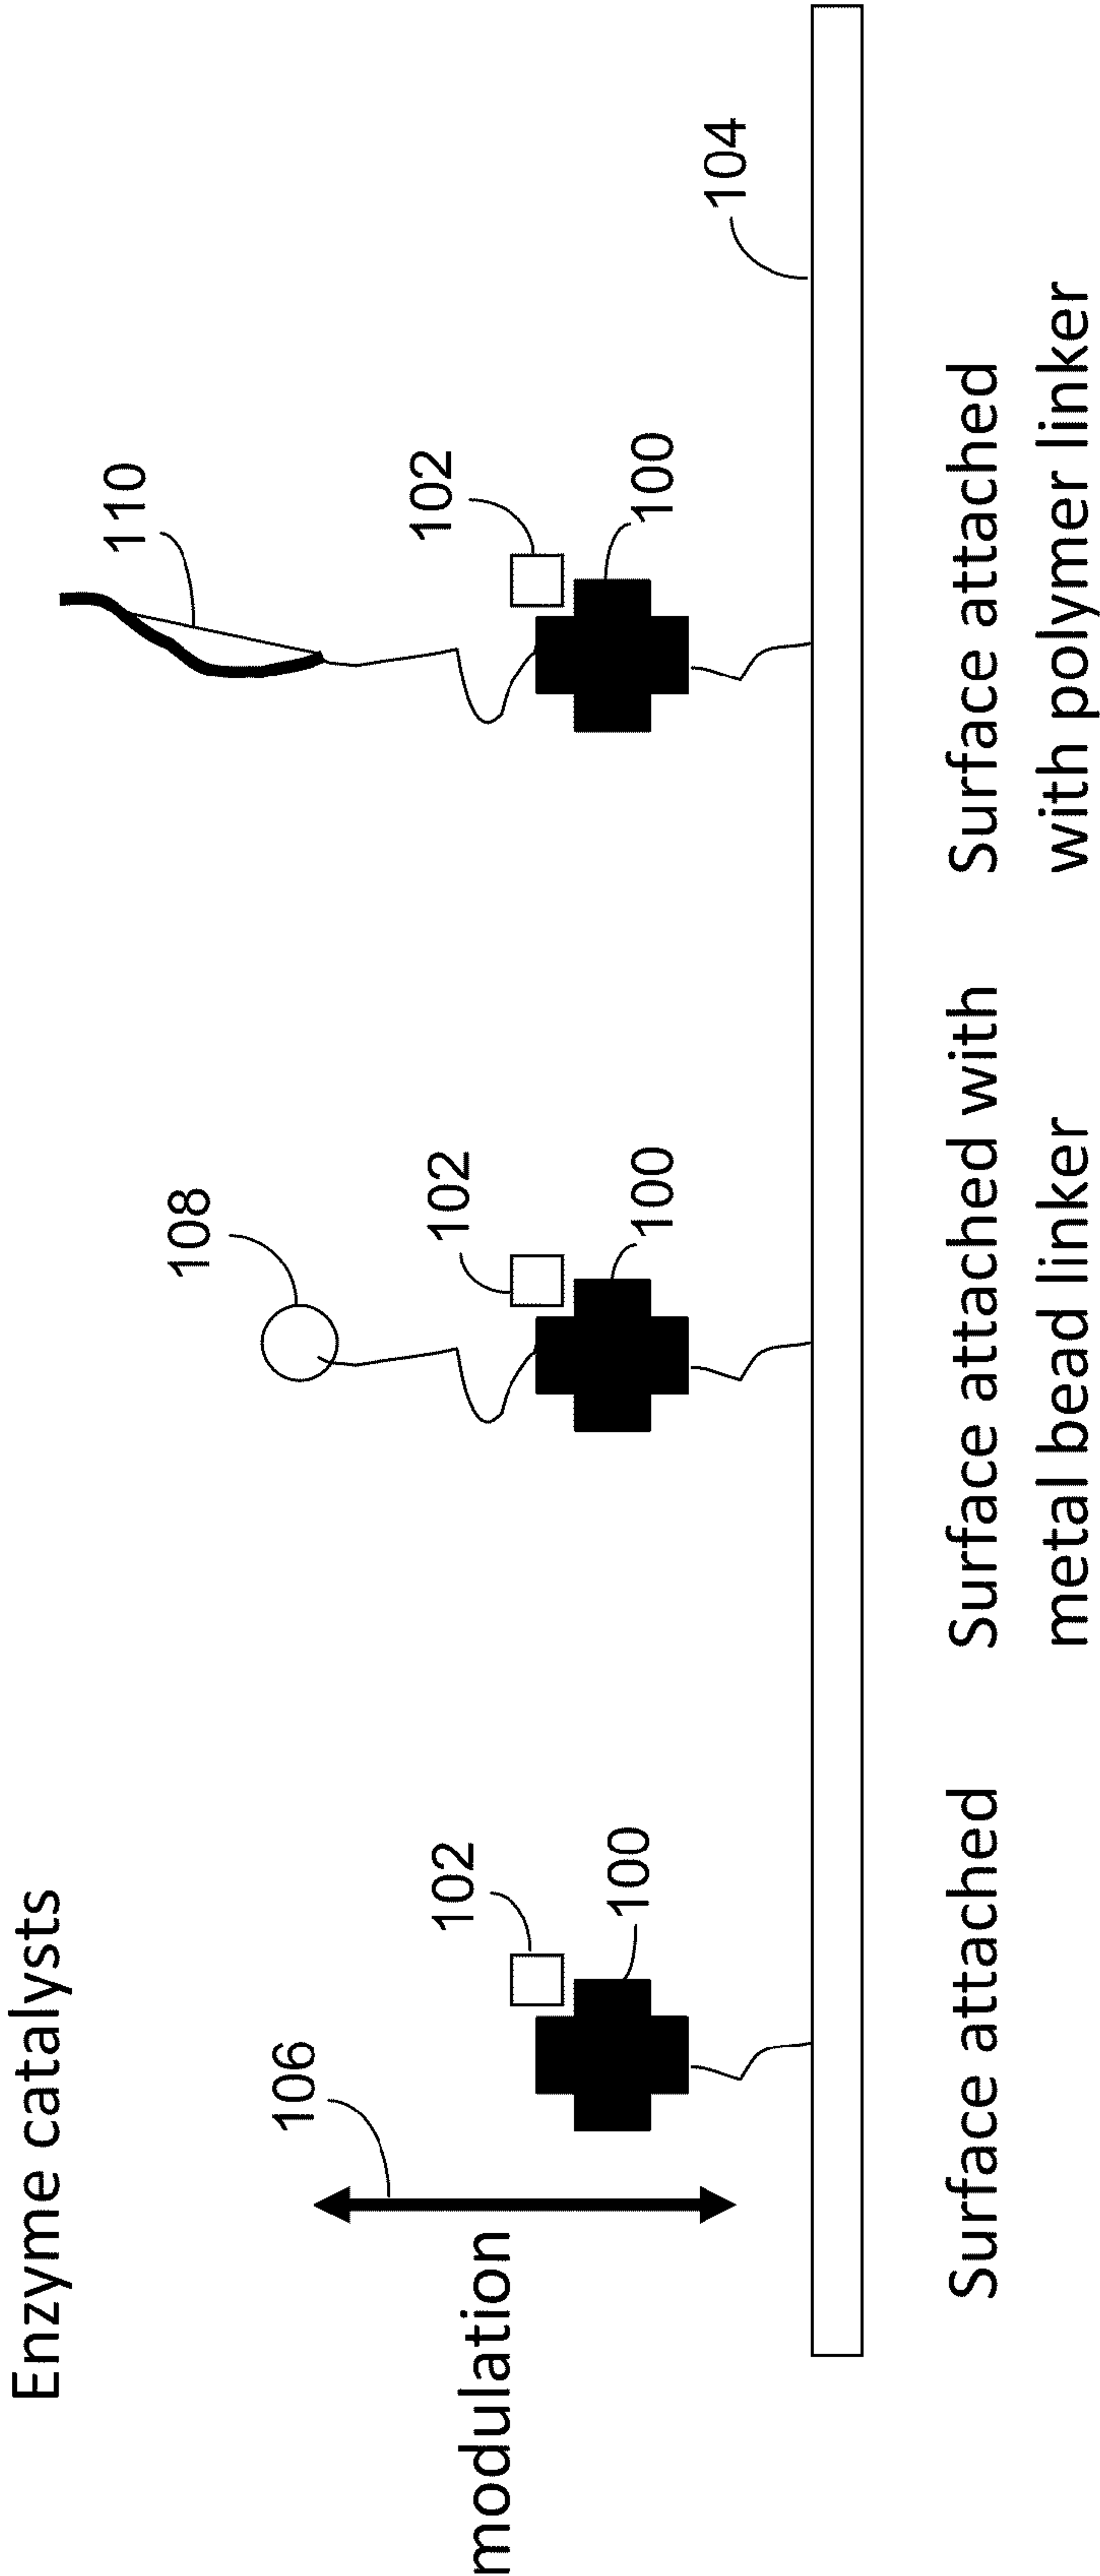 Enzyme catalysts
110
108
106
102
102
102
modulation
100
100
100
104
Surface attached
Surface attached with
metal bead linker
Surface attached
with polymer linker